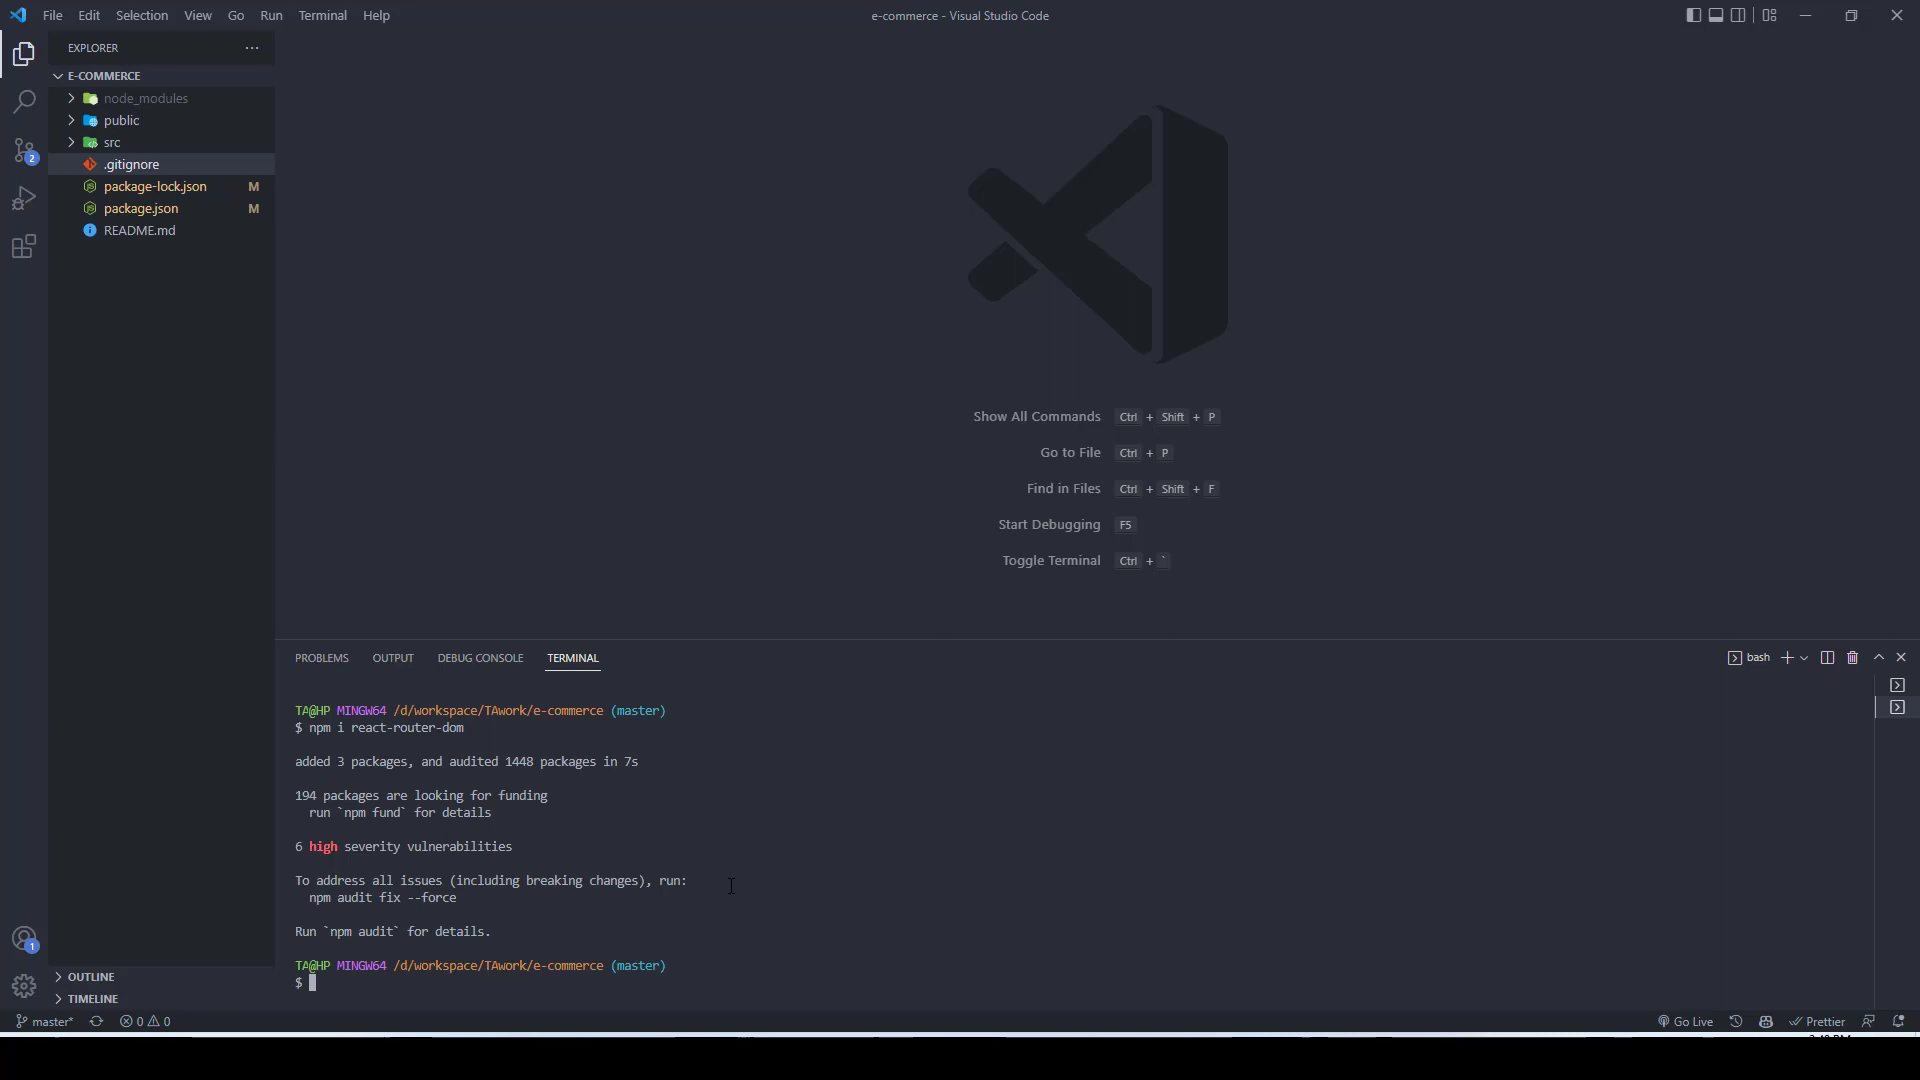 File Edit Selection View Go Run Terminal Help
e-commerce - Visual Studio Code
EXPLORER
E-COMMERCE
node_modules
public
src
.gitignore
package-lock.json M
package.json M
README.md
2
Show All Commands Ctrl + Shift + P
Go to File Ctrl + P
Find in Files Ctrl + Shift + F
Start Debugging F5
Toggle Terminal Ctrl + `
PROBLEMS OUTPUT DEBUG CONSOLE TERMINAL
bash
TA@HP MINGW64 /d/workspace/TAwork/e-commerce (master)
$ npm i react-router-dom
added 3 packages, and audited 1448 packages in 7s
194 packages are looking for funding
run `npm fund` for details
6 high severity vulnerabilities
To address all issues (including breaking changes), run:
npm audit fix --force
Run `npm audit` for details.
TA@HP MINGW64 /d/workspace/TAwork/e-commerce (master)
$
1
OUTLINE
TIMELINE
master* 0 0
Go Live Prettier